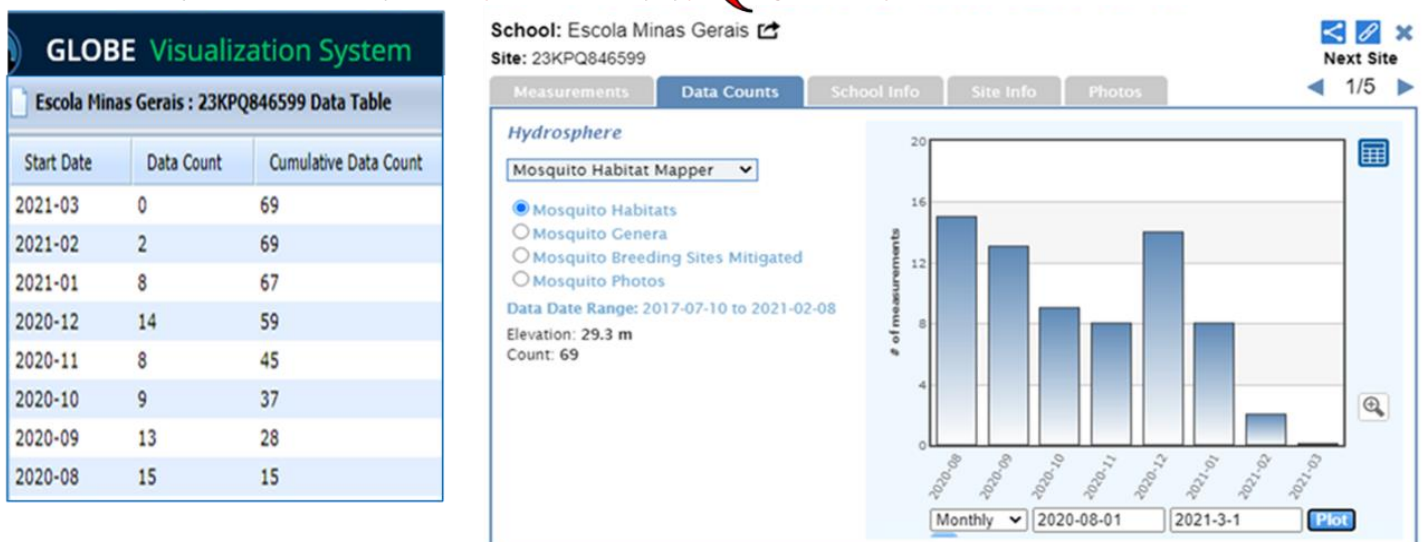 GLOBE Visualization System
Escola Minas Gerais : 23KPQ846599 Data Table
Start Date Data Count Cumulative Data Count
2021-03 0 69
2021-02 2 69
2021-01 8 67
2020-12 14 59
2020-11 8 45
2020-10 9 37
2020-09 13 28
2020-08 15 15
School: Escola Minas Gerais
Site: 23KPQ846599
Next Site
1/5
Measurements Data Counts School Info Site Info Photos
Hydrosphere
Mosquito Habitat Mapper
Mosquito Habitats
Mosquito Genera
Mosquito Breeding Sites Mitigated
Mosquito Photos
Data Date Range: 2017-07-10 to 2021-02-08
Elevation: 29.3 m
Count: 69
# of measurements
20
16
12
8
4
0
2020-08 2020-09 2020-10 2020-11 2020-12 2021-01 2021-02 2021-03
Monthly 2020-08-01 2021-3-1 Plot